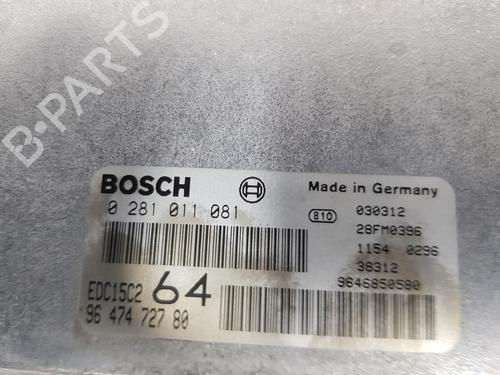 B-PARTS
BOSCH Made in Germany
0 281 011 081 810 030312
28FM0396
1154 0296
38312
EDC15C2 64 9646850580
96 474 727 80